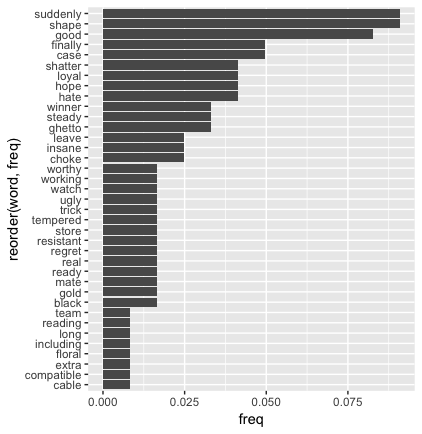 suddenly
shape
good
finally
case
shatter
loyal
hope
hate
winner
steady
ghetto
leave
insane
choke
worthy
working
watch
ugly
trick
tempered
store
resistant
regret
real
ready
mate
gold
black
team
reading
long
including
floral
extra
compatible
cable
reorder(word, freq)
0.000 0.025 0.050 0.075
freq